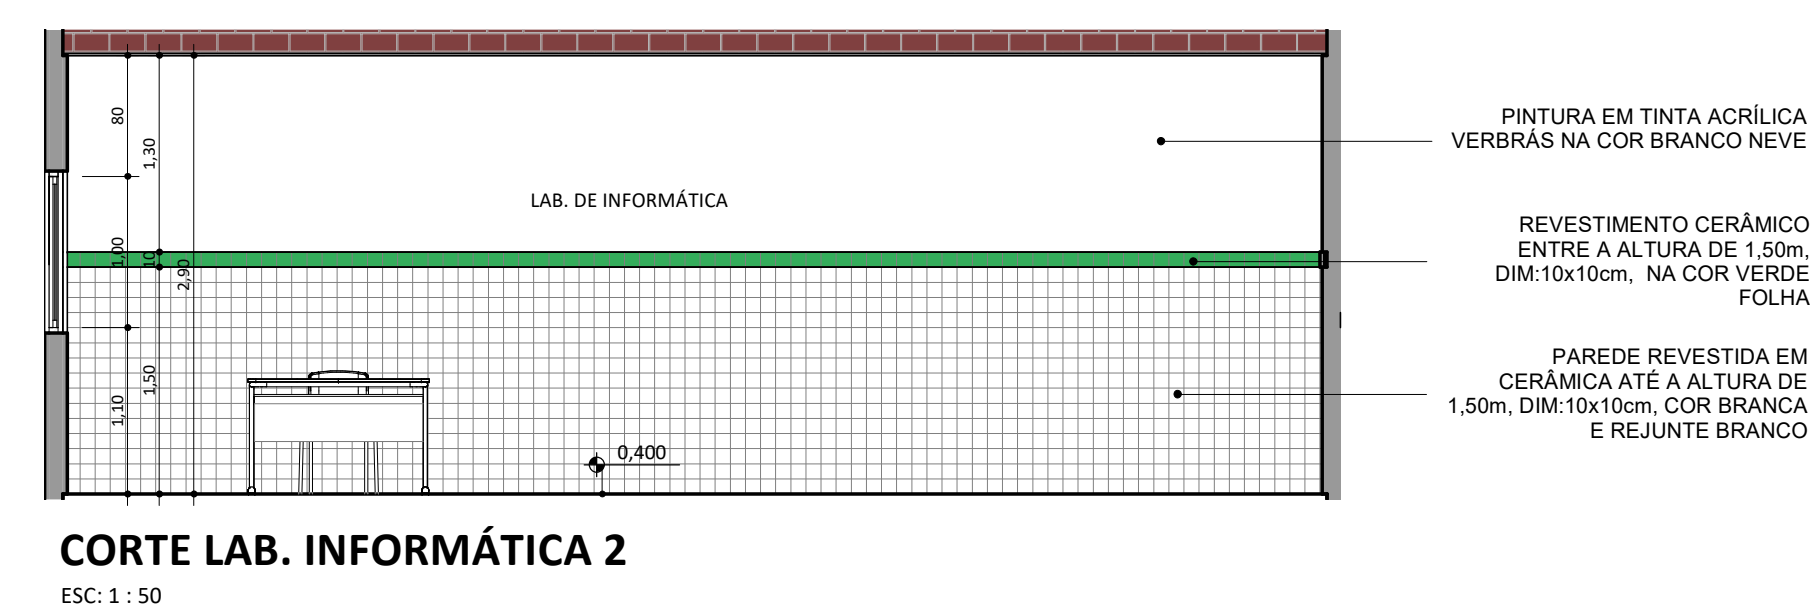 80
1,30
1,00
10
2,90
1,50
1,10
LAB. DE INFORMÁTICA
0,400
PINTURA EM TINTA ACRÍLICA
VERBRÁS NA COR BRANCO NEVE
REVESTIMENTO CERÂMICO
ENTRE A ALTURA DE 1,50m,
DIM:10x10cm, NA COR VERDE
FOLHA
PAREDE REVESTIDA EM
CERÂMICA ATÉ A ALTURA DE
1,50m, DIM:10x10cm, COR BRANCA
E REJUNTE BRANCO
CORTE LAB. INFORMÁTICA 2
ESC: 1 : 50